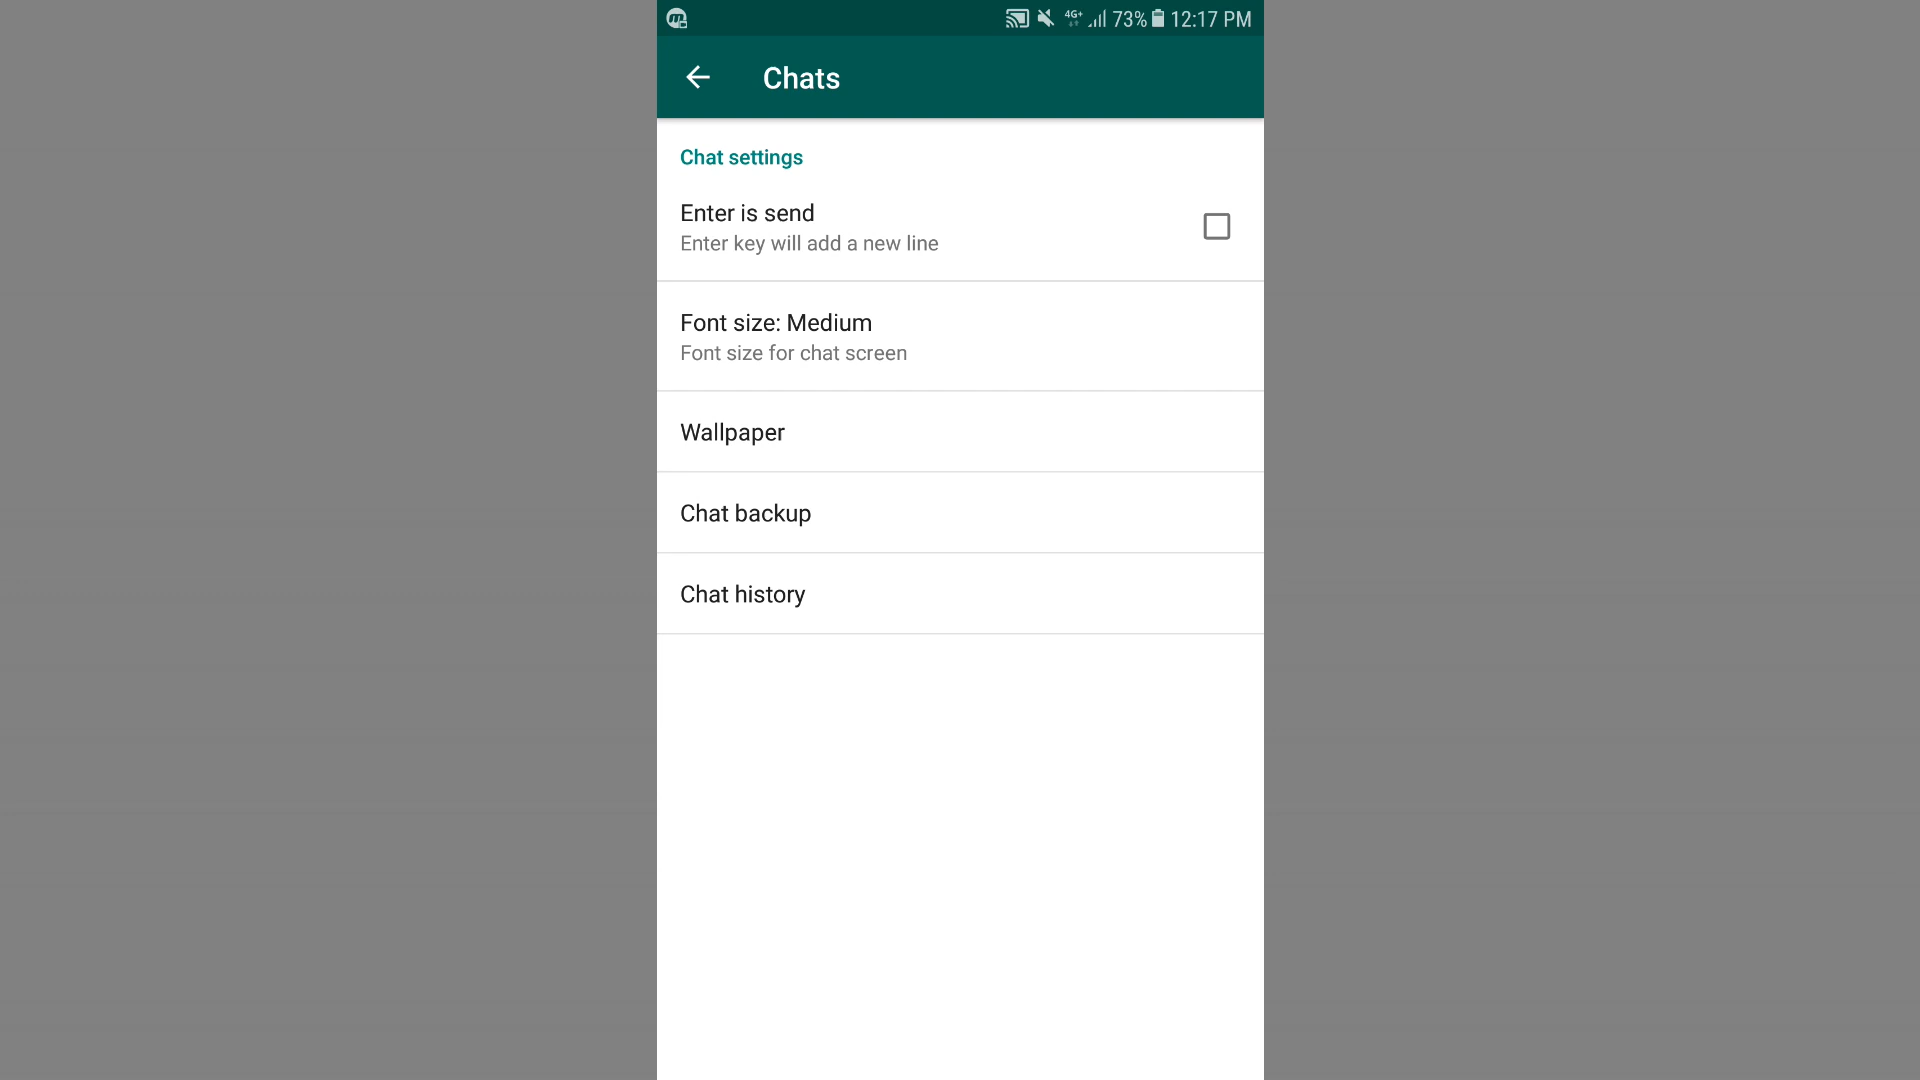 4G+ 73% 12:17 PM
Chats
Chat settings
Enter is send
Enter key will add a new line
Font size: Medium
Font size for chat screen
Wallpaper
Chat backup
Chat history